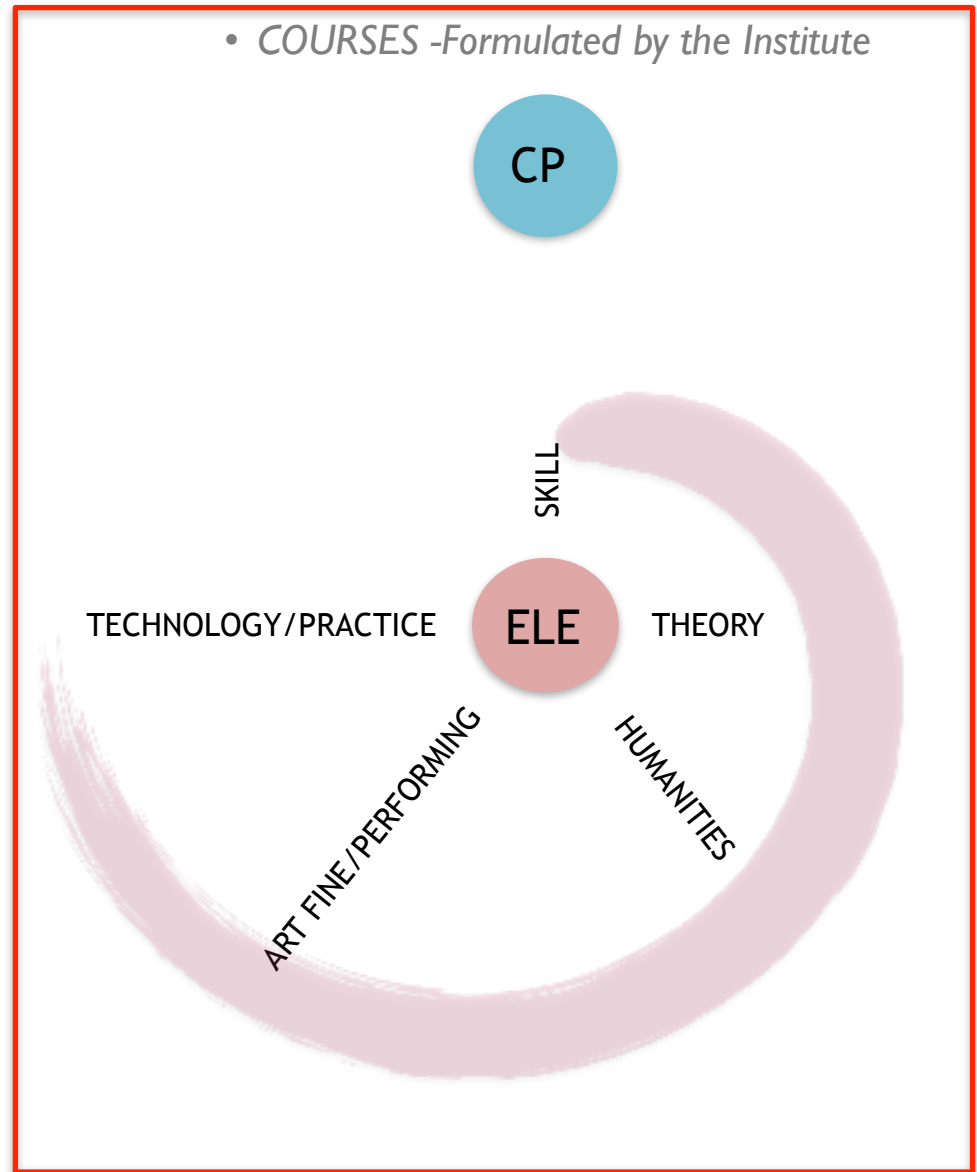 • COURSES -Formulated by the Institute
CP
SKILL
TECHNOLOGY/PRACTICE
ELE
THEORY
HUMANITIES
ART FINE/PERFORMING